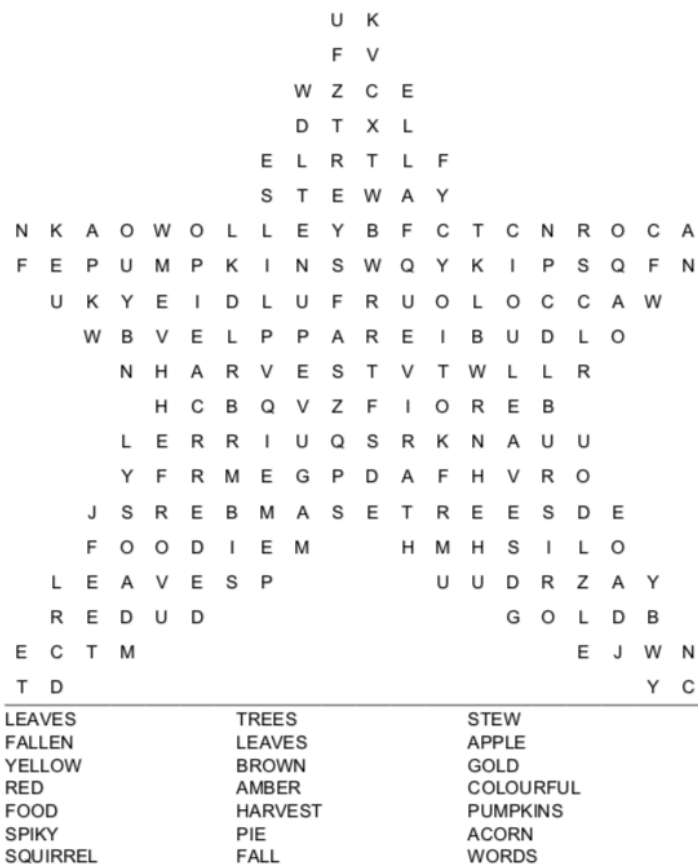 U K
F V
W Z C E
D T X L
E L R T L F
S T E W A Y
N K A O W O L L E Y B F C T C N R O C A
F E P U M P K I N S W Q Y K I P S Q F N
U K Y E I D L U F R U O L O C C A W
W B V E L P P A R E I B U D L O
N H A R V E S T V T W L L R
H C B Q V Z F I O R E B
L E R R I U Q S R K N A U U
Y F R M E G P D A F H V R O
J S R E B M A S E T R E E S D E
F O O D I E M H M H S I L O
L E A V E S P U U D R Z A Y
R E D U D G O L D B
E C T M E J W N
T D Y C
LEAVES TREES STEW
FALLEN LEAVES APPLE
YELLOW BROWN GOLD
RED AMBER COLOURFUL
FOOD HARVEST PUMPKINS
SPIKY PIE ACORN
SQUIRREL FALL WORDS